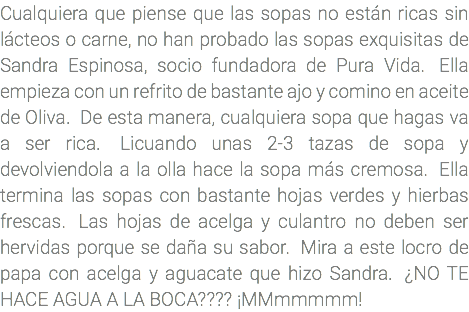 Cualquiera que piense que las sopas no están ricas sin
lácteos o carne, no han probado las sopas exquisitas de
Sandra Espinosa, socio fundadora de Pura Vida. Ella
empieza con un refrito de bastante ajo y comino en aceite
de Oliva. De esta manera, cualquiera sopa que hagas va
a ser rica. Licuando unas 2-3 tazas de sopa y
devolviendola a la olla hace la sopa más cremosa. Ella
termina las sopas con bastante hojas verdes y hierbas
frescas. Las hojas de acelga y culantro no deben ser
hervidas porque se daña su sabor. Mira a este locro de
papa con acelga y aguacate que hizo Sandra. ¿NO TE
HACE AGUA A LA BOCA???? ¡MMmmmmm!